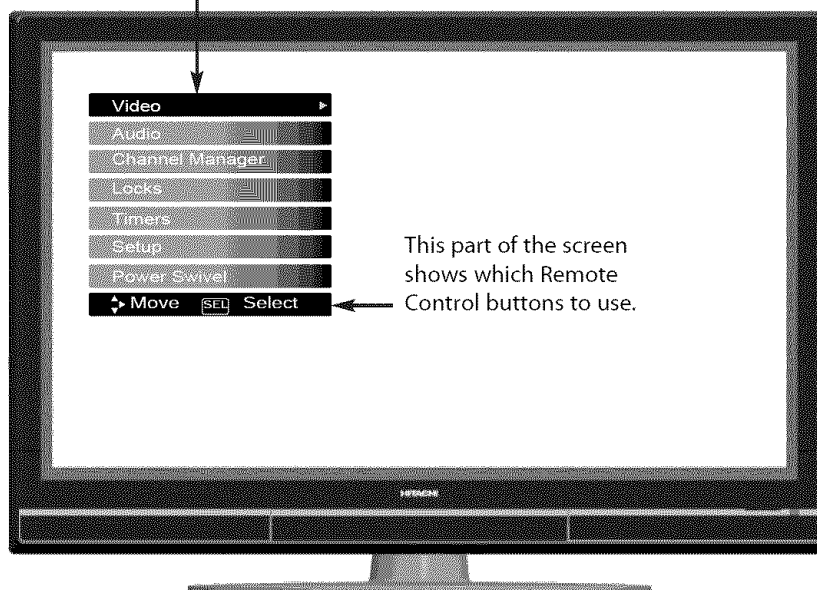 Video
Audio
Channel Manager
Locks
Timers
Setup
Power Swivel
Move SEL Select
This part of the screen
shows which Remote
Control buttons to use.
HITACHI